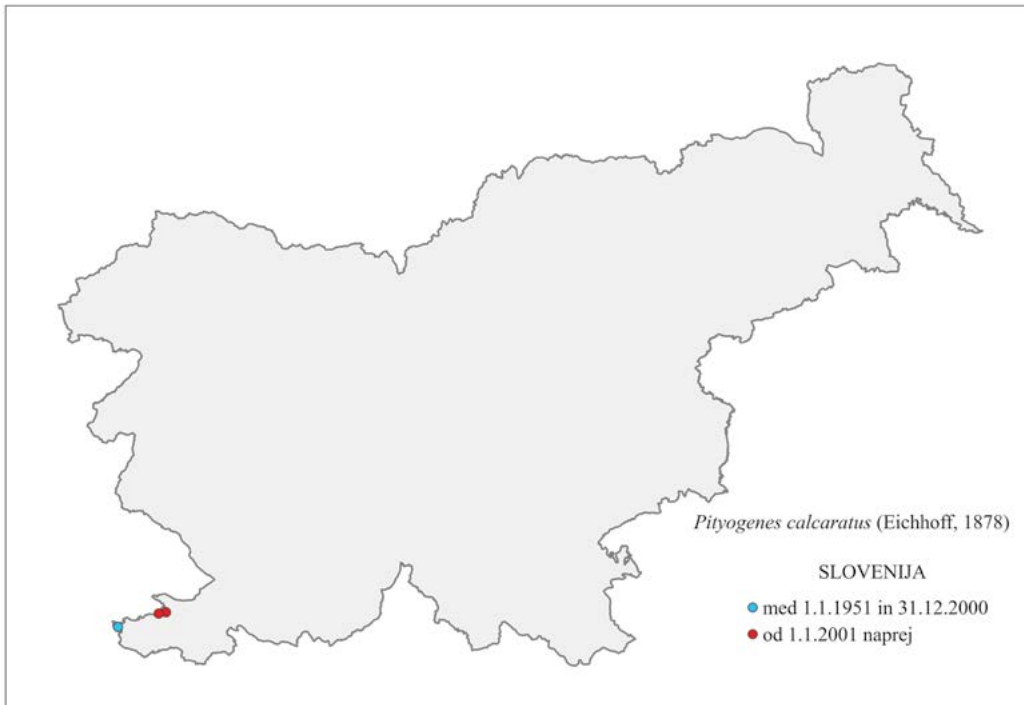 Pityogenes calcaratus (Eichhoff, 1878)
SLOVENIJA
med 1.1.1951 in 31.12.2000
od 1.1.2001 naprej